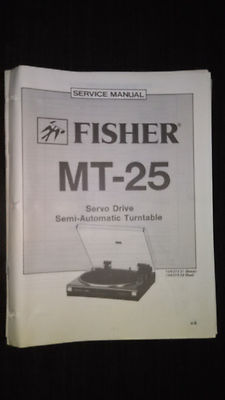 SERVICE MANUAL
FISHER®
MT-25
Servo Drive
Semi-Automatic Turntable